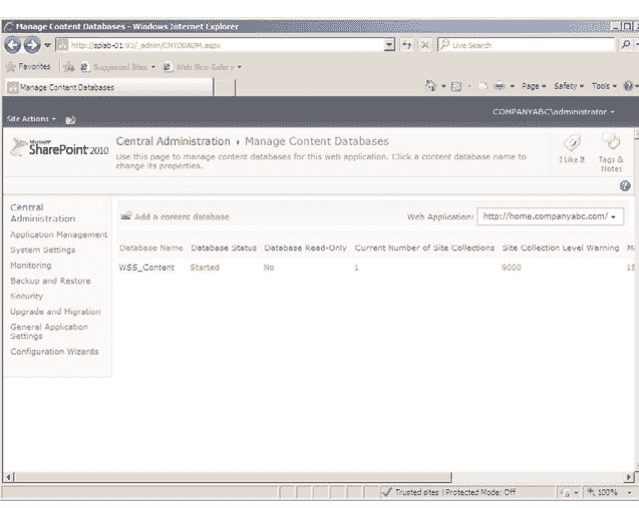 Manage Content Databases - Windows Internet Explorer
http://splab-01:93/_admin/CNTDBADM.aspx
Live Search
Favorites Suggested Sites Web Slice Gallery
Manage Content Databases Page Safety Tools
Site Actions COMPANYABC\administrator
Microsoft SharePoint 2010
Central Administration Manage Content Databases
Use this page to manage content databases for this web application. Click a content database name to
change its properties.
I Like It
Tags &
Notes
Central
Administration
Application Management
System Settings
Monitoring
Backup and Restore
Security
Upgrade and Migration
General Application
Settings
Configuration Wizards
Add a content database Web Application: http://home.companyabc.com/
Database Name Database Status Database Read-Only Current Number of Site Collections Site Collection Level Warning
WSS_Content Started No 1 9000
Trusted sites | Protected Mode: Off 100%